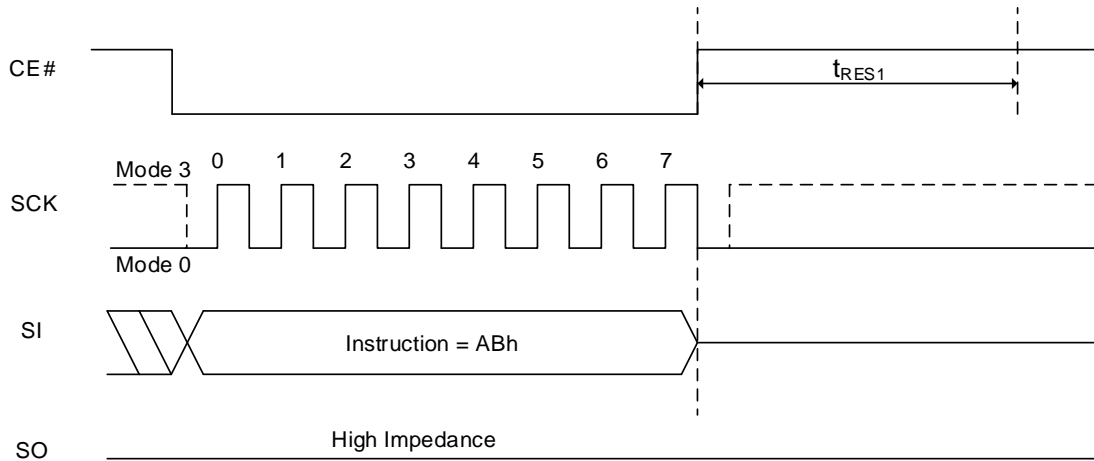 CE#
tRES1
Mode 3
0 1 2 3 4 5 6 7
SCK
Mode 0
SI
Instruction = ABh
High Impedance
SO